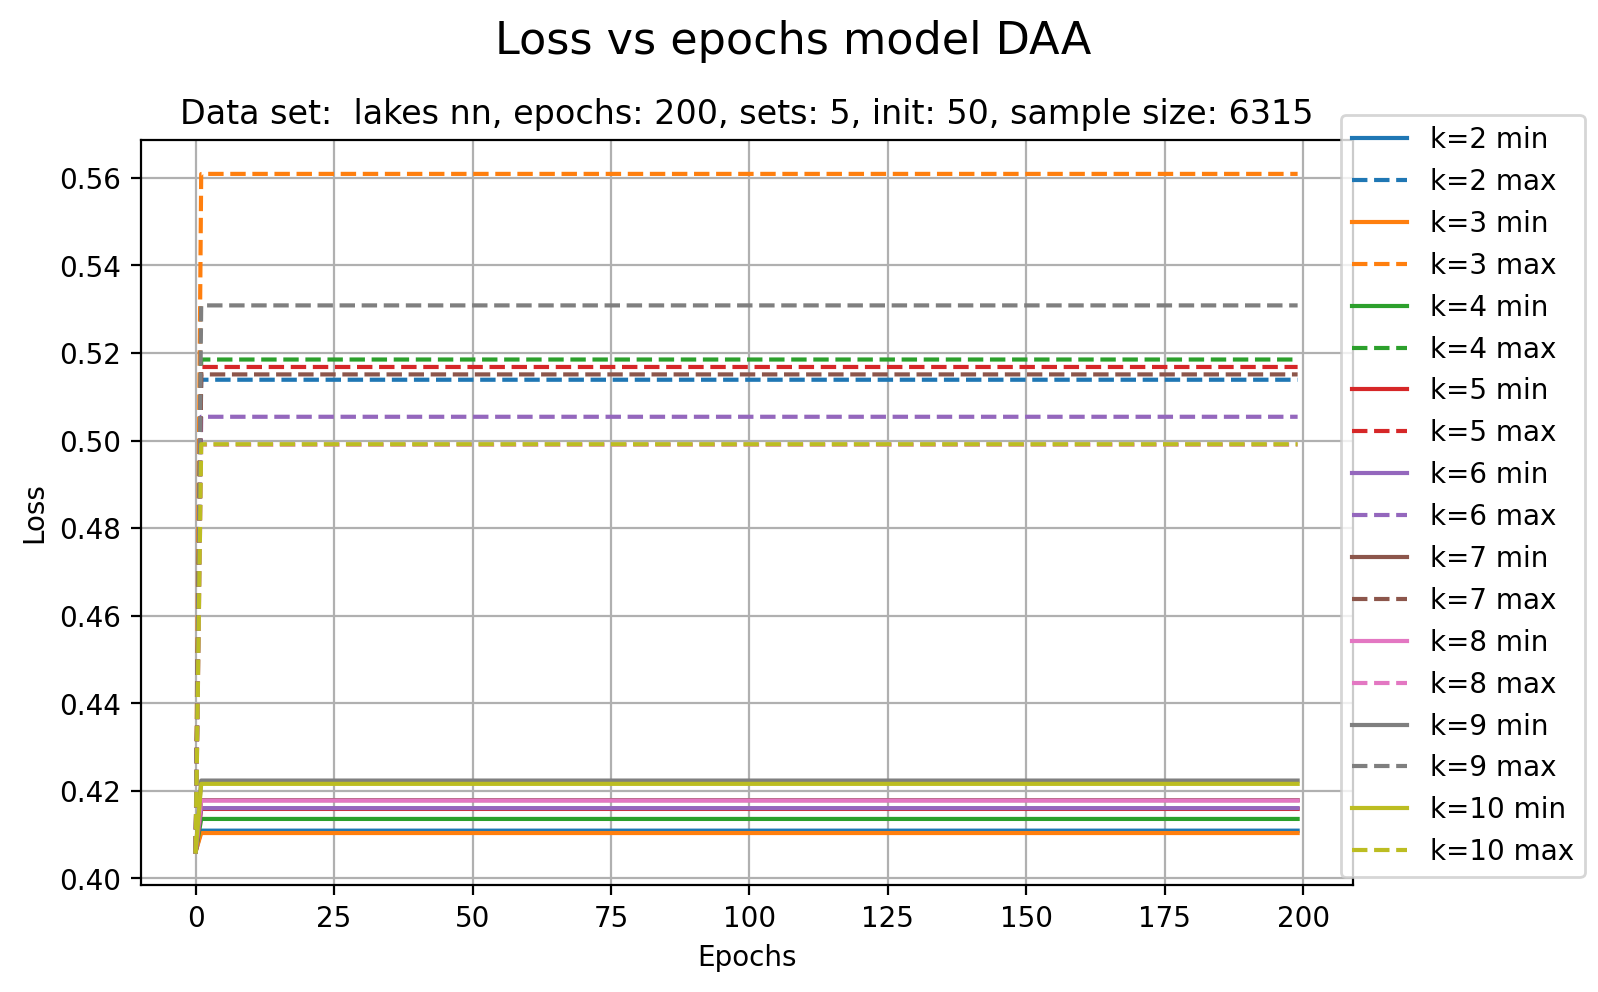 Loss vs epochs model DAA
Data set:  lakes nn, epochs: 200, sets: 5, init: 50, sample size: 6315
0.56
0.54
0.52
0.50
0.48
0.46
0.44
0.42
0.40
Loss
0 25 50 75 100 125 150 175 200
Epochs
k=2 min
k=2 max
k=3 min
k=3 max
k=4 min
k=4 max
k=5 min
k=5 max
k=6 min
k=6 max
k=7 min
k=7 max
k=8 min
k=8 max
k=9 min
k=9 max
k=10 min
k=10 max